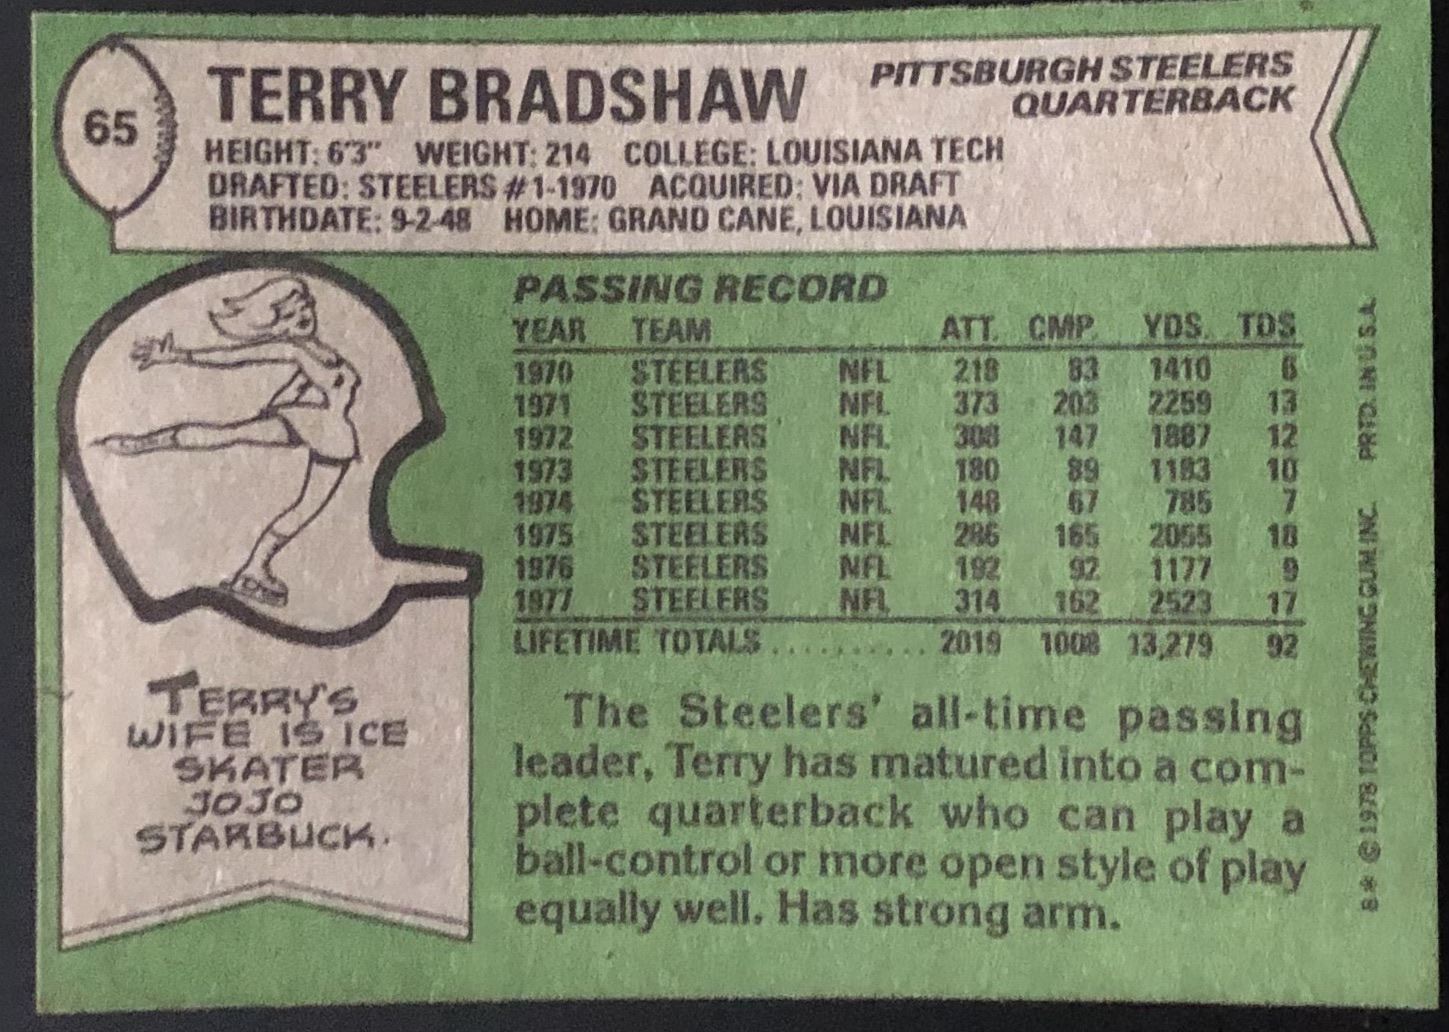 65
TERRY BRADSHAW
PITTSBURGH STEELERS
QUARTERBACK
HEIGHT: 6'3" WEIGHT: 214 COLLEGE: LOUISIANA TECH
DRAFTED: STEELERS #1-1970 ACQUIRED: VIA DRAFT
BIRTHDATE: 9-2-48 HOME: GRAND CANE, LOUISIANA
PASSING RECORD
YEAR TEAM ATT. CMP. YDS. TDS
1970 STEELERS NFL 218 83 1410 6
1971 STEELERS NFL 373 203 2259 13
1972 STEELERS NFL 308 147 1887 12
1973 STEELERS NFL 180 89 1183 10
1974 STEELERS NFL 148 67 785 7
1975 STEELERS NFL 286 165 2055 18
1976 STEELERS NFL 192 92 1177 9
1977 STEELERS NFL 314 162 2523 17
LIFETIME TOTALS........... 2019 1008 13,279 92
TERRY'S
WIFE IS ICE
SKATER
JOJO
STARBUCK.
The Steelers' all-time passing
leader, Terry has matured into a com-
plete quarterback who can play a
ball-control or more open style of play
equally well. Has strong arm.
8* © 1978 TOPPS CHEWING GUM, INC. PRTD. IN U.S.A.